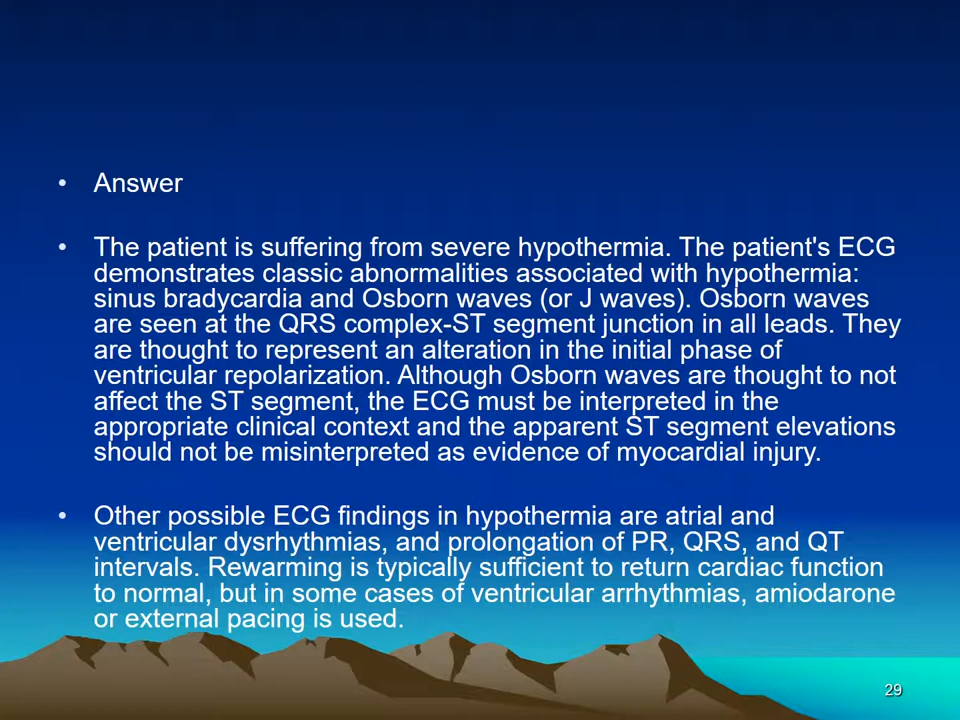 • Answer
• The patient is suffering from severe hypothermia. The patient's ECG
demonstrates classic abnormalities associated with hypothermia:
sinus bradycardia and Osborn waves (or J waves). Osborn waves
are seen at the QRS complex-ST segment junction in all leads. They
are thought to represent an alteration in the initial phase of
ventricular repolarization. Although Osborn waves are thought to not
affect the ST segment, the ECG must be interpreted in the
appropriate clinical context and the apparent ST segment elevations
should not be misinterpreted as evidence of myocardial injury.
• Other possible ECG findings in hypothermia are atrial and
ventricular dysrhythmias, and prolongation of PR, QRS, and QT
intervals. Rewarming is typically sufficient to return cardiac function
to normal, but in some cases of ventricular arrhythmias, amiodarone
or external pacing is used.
29